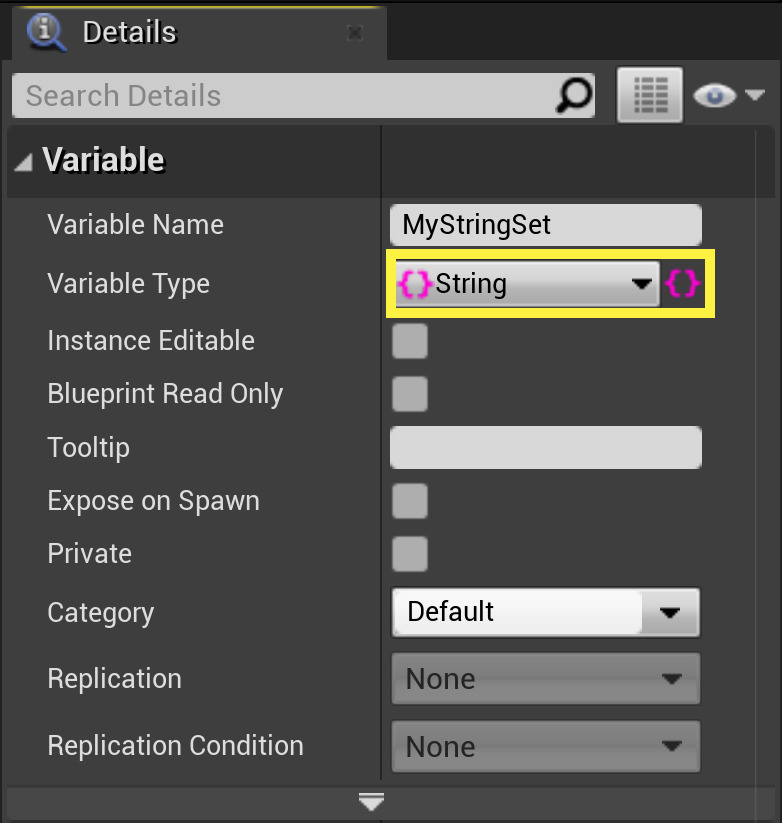 Details
Search Details
Variable
Variable Name MyStringSet
Variable Type {} String {}
Instance Editable
Blueprint Read Only
Tooltip
Expose on Spawn
Private
Category Default
Replication None
Replication Condition None